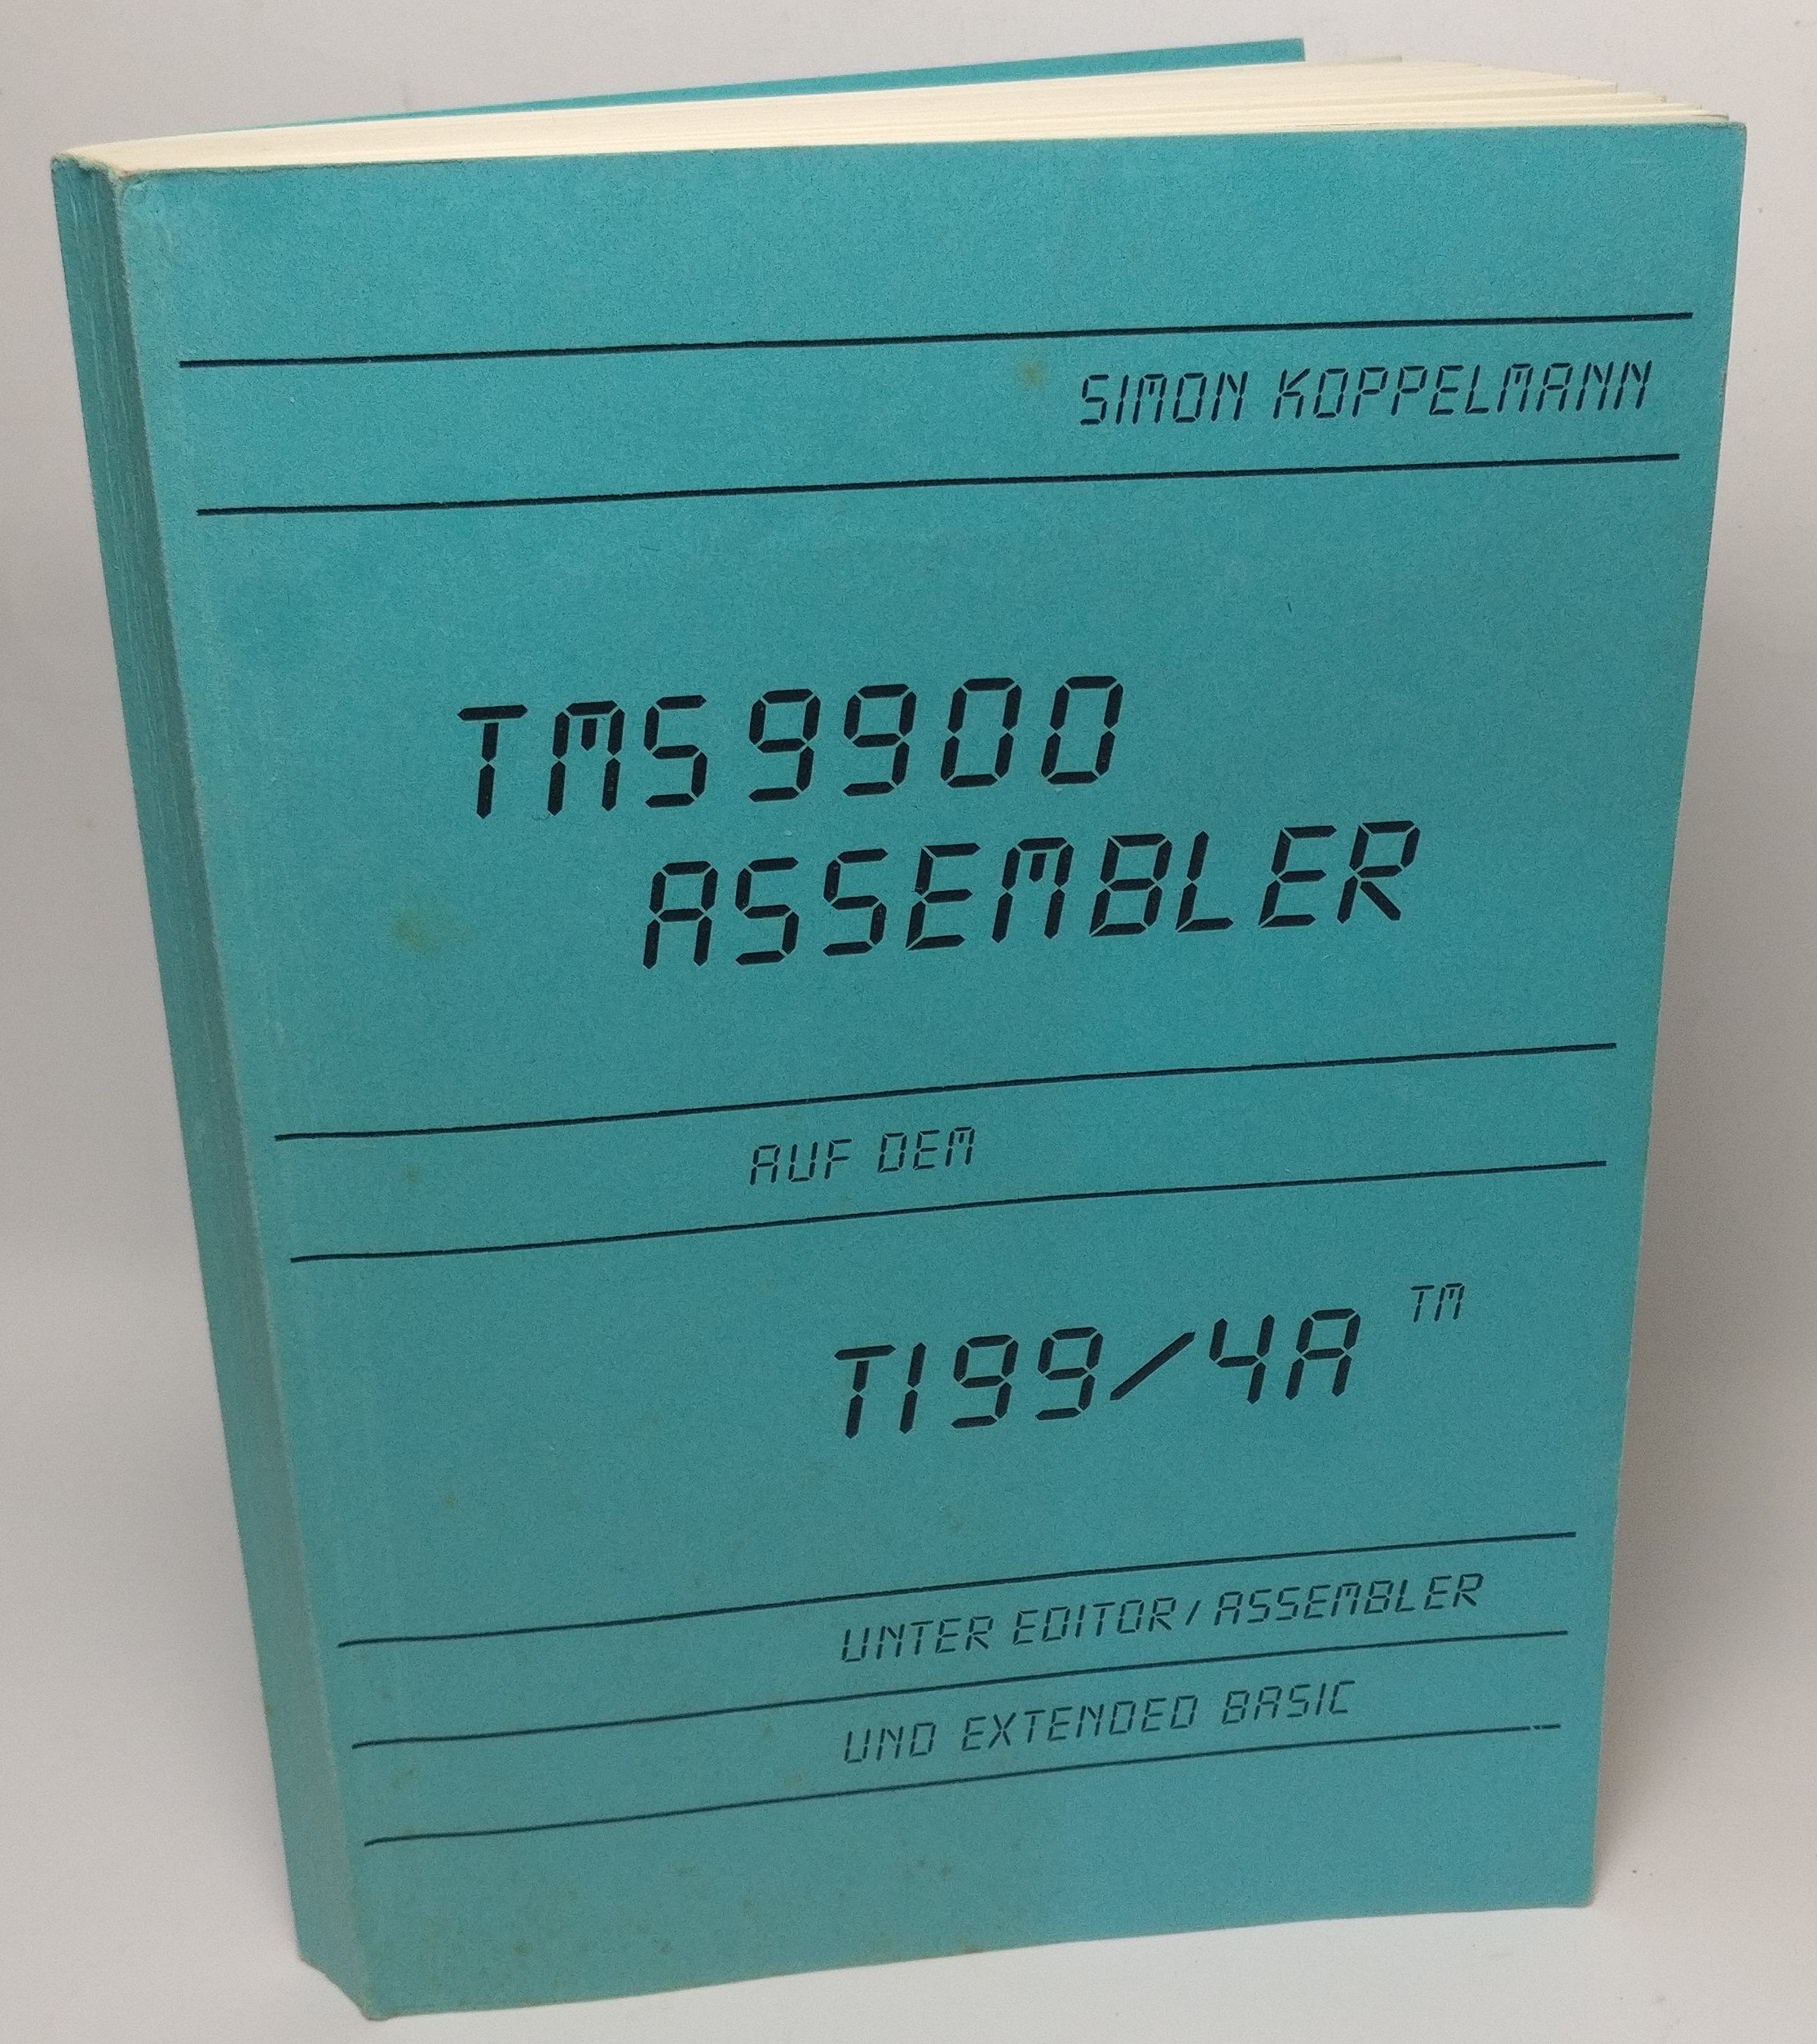 SIMON KOPPELMANN
TMS9900
ASSEMBLER
AUF DEM
TI99/4A TM
UNTER EDITOR/ASSEMBLER
UND EXTENDED BASIC